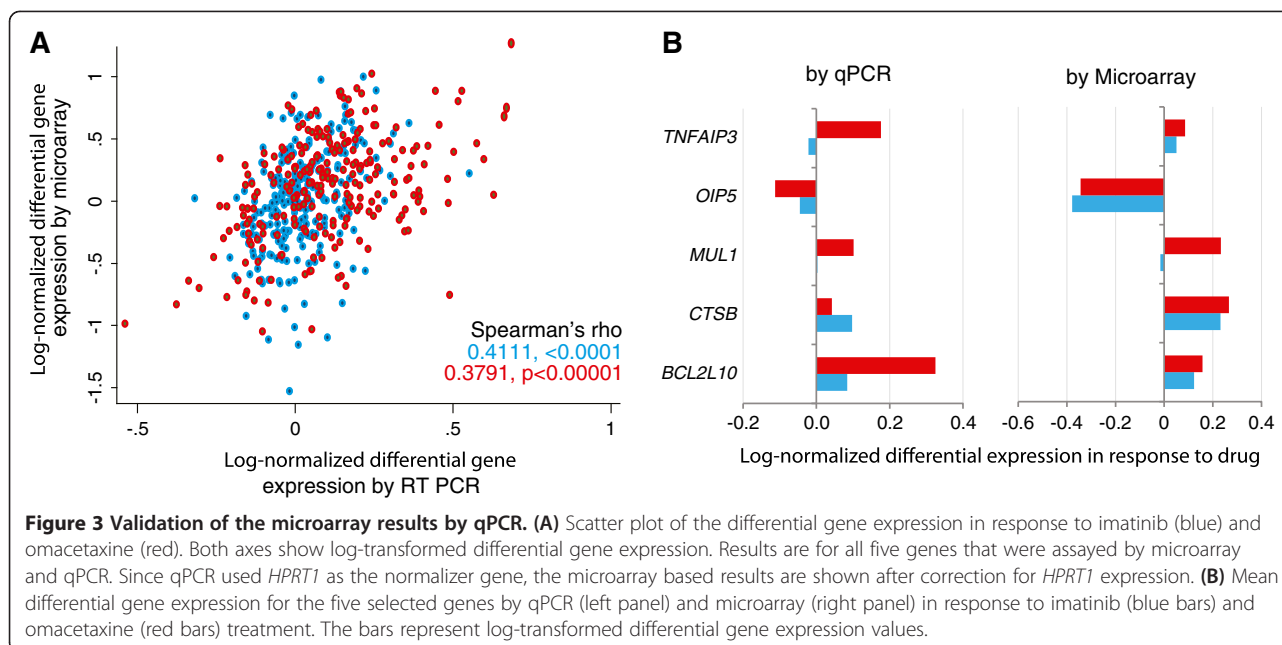 A
Log-normalized differential gene
expression by microarray
1
.5
0
-.5
-1
-1.5
Spearman's rho
0.4111, <0.0001
0.3791, p<0.00001
-.5
0
.5
1
Log-normalized differential gene
expression by RT PCR
B
by qPCR
by Microarray
TNFAIP3
OIP5
MUL1
CTSB
BCL2L10
-0.2
0.0
0.2
0.4
-0.6
-0.4
-0.2
0
0.2
0.4
Log-normalized differential expression in response to drug
Figure 3 Validation of the microarray results by qPCR. (A) Scatter plot of the differential gene expression in response to imatinib (blue) and
omacetaxine (red). Both axes show log-transformed differential gene expression. Results are for all five genes that were assayed by microarray
and qPCR. Since qPCR used HPRT1 as the normalizer gene, the microarray based results are shown after correction for HPRT1 expression. (B) Mean
differential gene expression for the five selected genes by qPCR (left panel) and microarray (right panel) in response to imatinib (blue bars) and
omacetaxine (red bars) treatment. The bars represent log-transformed differential gene expression values.